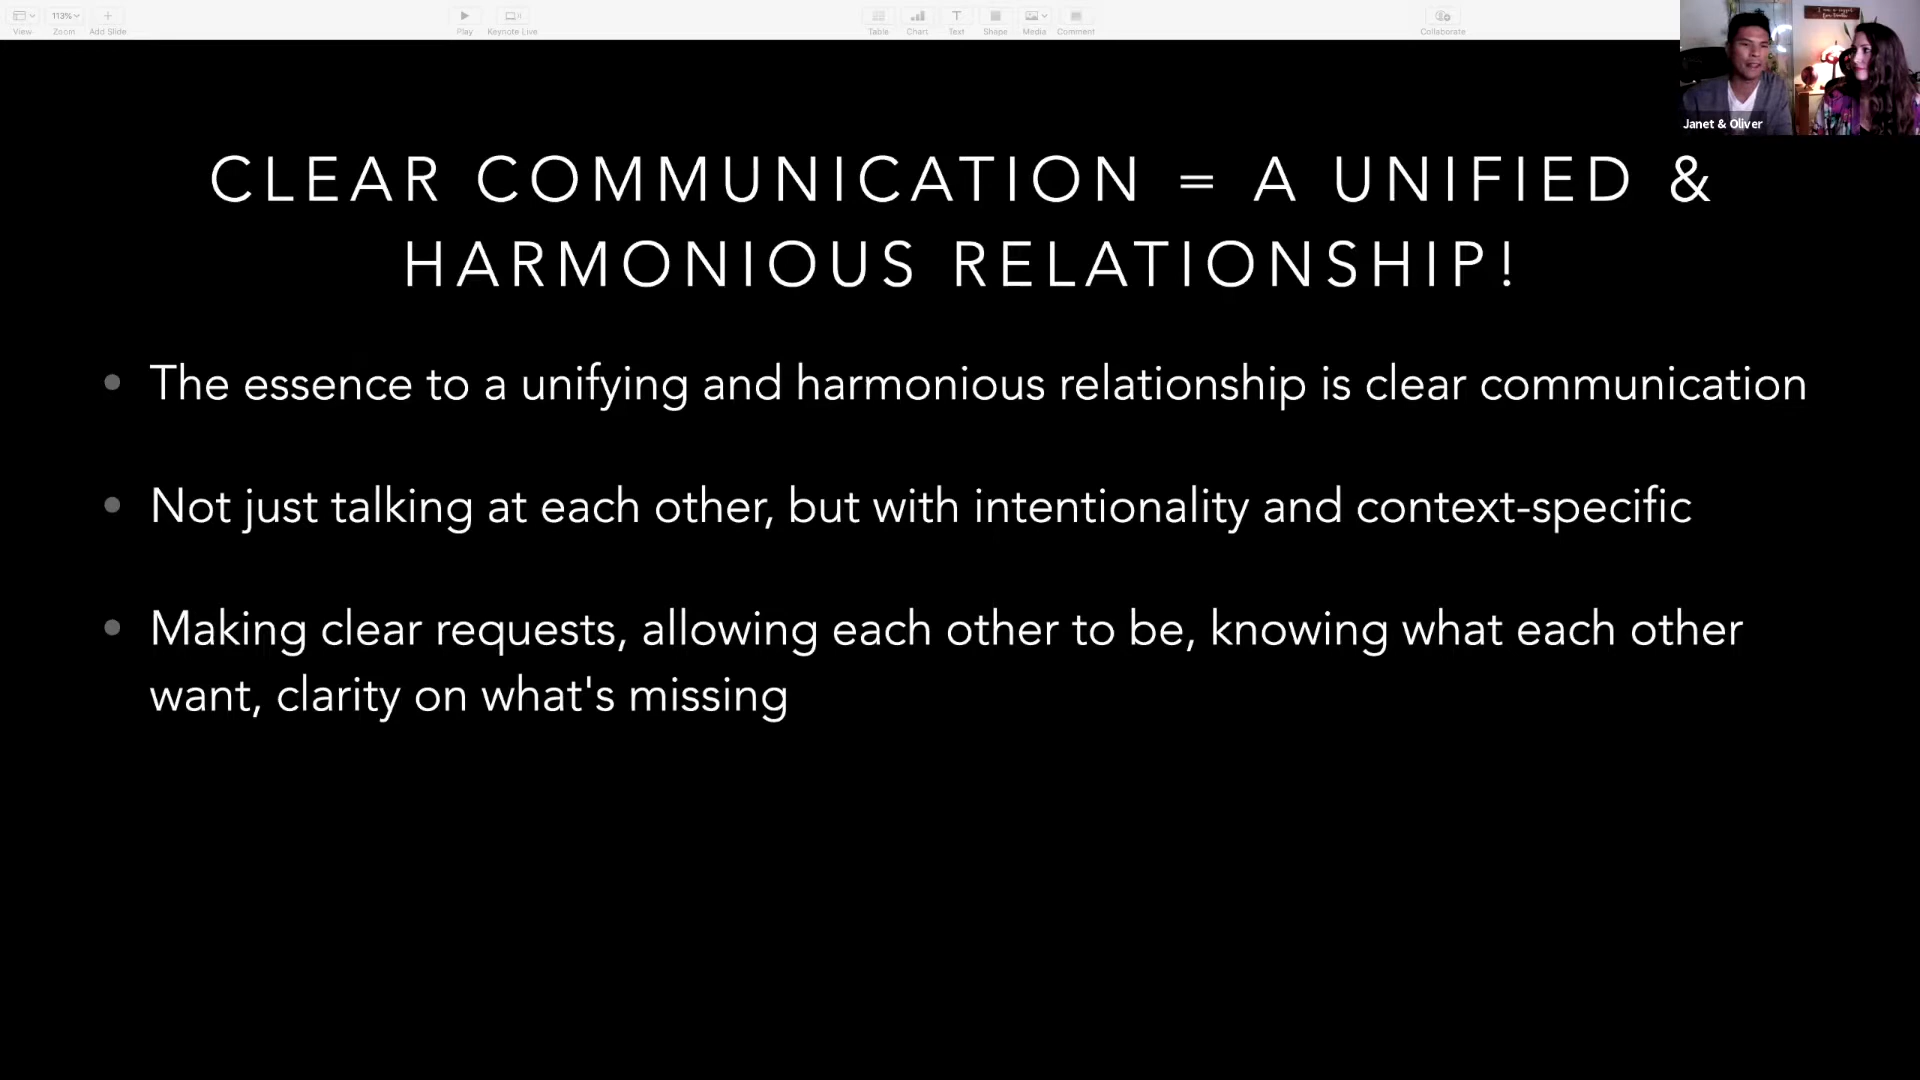 View
113%
Zoom
Add Slide
Play
Keynote Live
Table
Chart
Text
Shape
Media
Comment
Collaborate
Janet & Oliver
CLEAR COMMUNICATION = A UNIFIED &
HARMONIOUS RELATIONSHIP!
• The essence to a unifying and harmonious relationship is clear communication
• Not just talking at each other, but with intentionality and context-specific
• Making clear requests, allowing each other to be, knowing what each other
want, clarity on what's missing